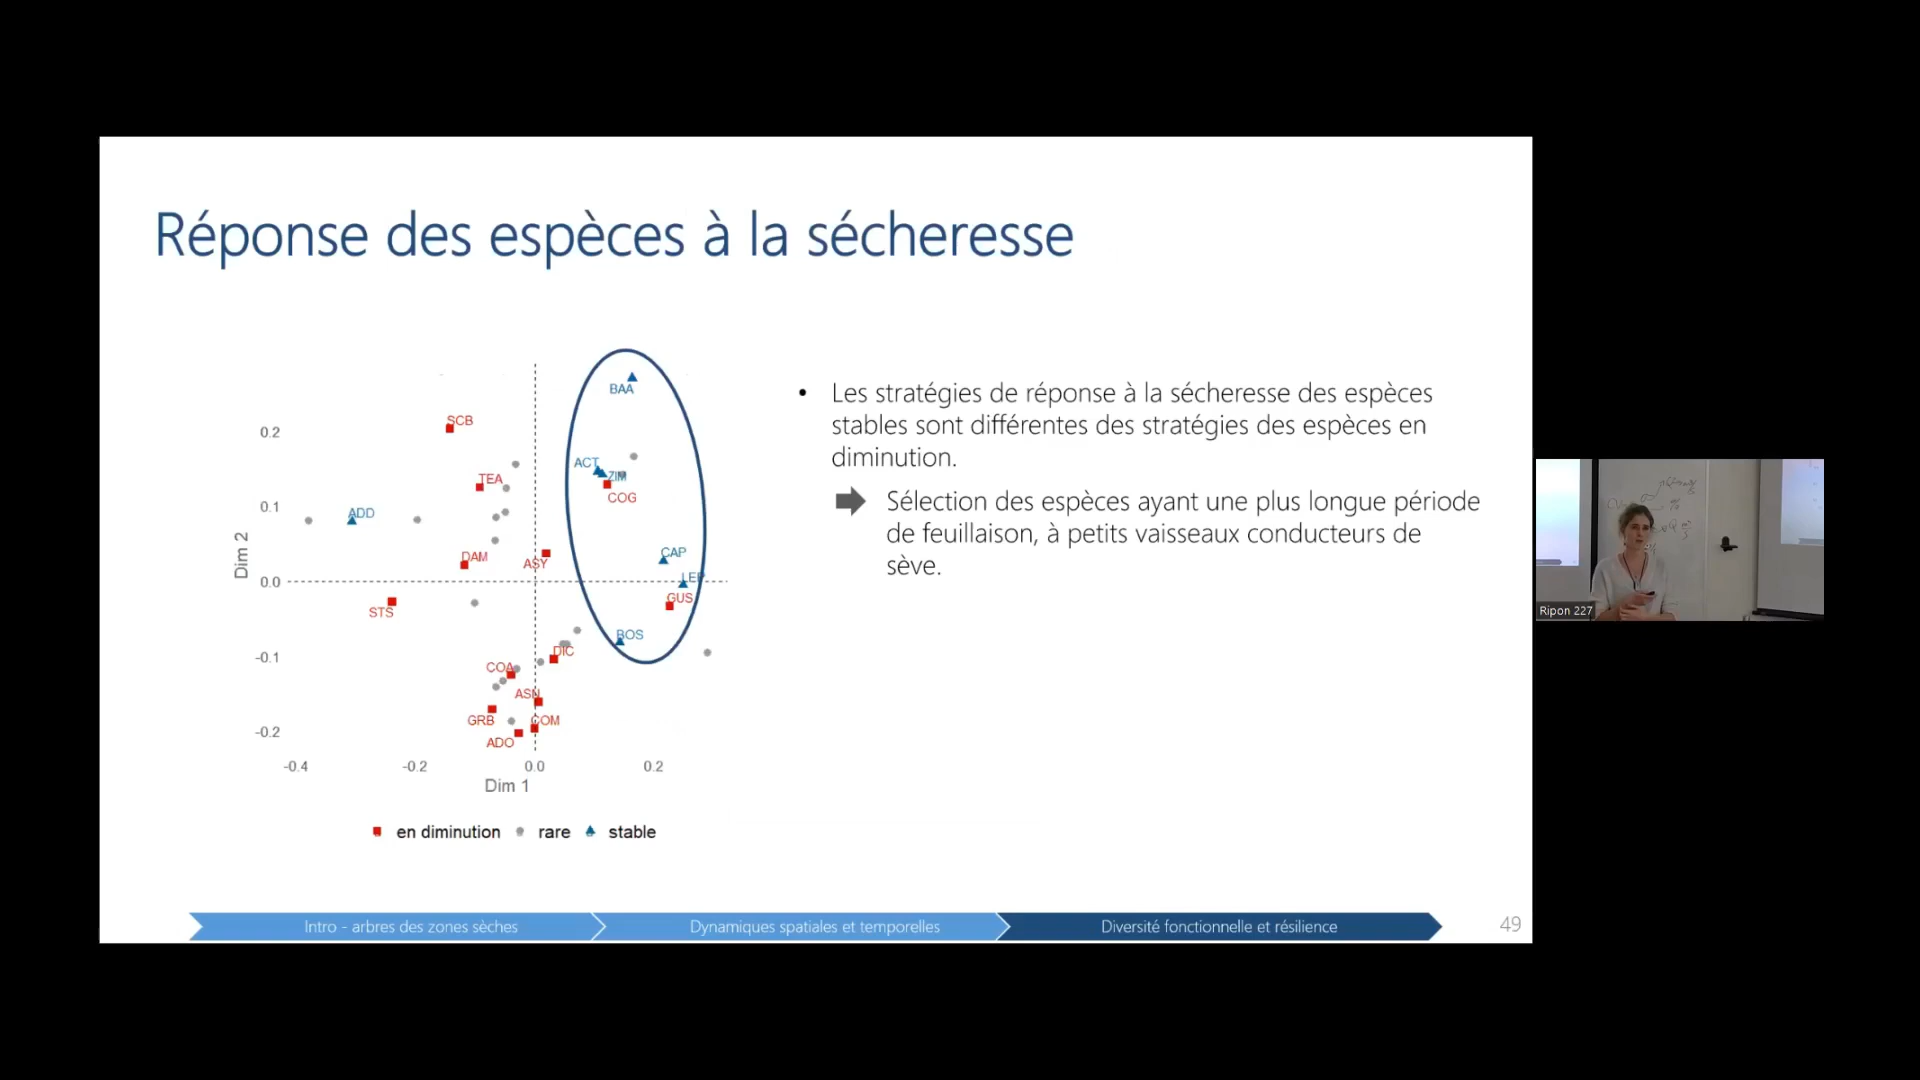 Réponse des espèces à la sécheresse
BAA
SCB
0.2
ACT
ZIM
TEA
COG
0.1
ADD
CAP
DAM
ASY
Dim 2
0.0
GUS
STS
BOS
DIC
-0.1
COA
GRB
COM
ADO
-0.2
-0.4 -0.2 0.0 0.2
Dim 1
en diminution rare stable
• Les stratégies de réponse à la sécheresse des espèces
stables sont différentes des stratégies des espèces en
diminution.
Sélection des espèces ayant une plus longue période
de feuillaison, à petits vaisseaux conducteurs de
sève.
Intro - arbres des zones sèches
Dynamiques spatiales et temporelles
Diversité fonctionnelle et résilience
49
Ripon 227